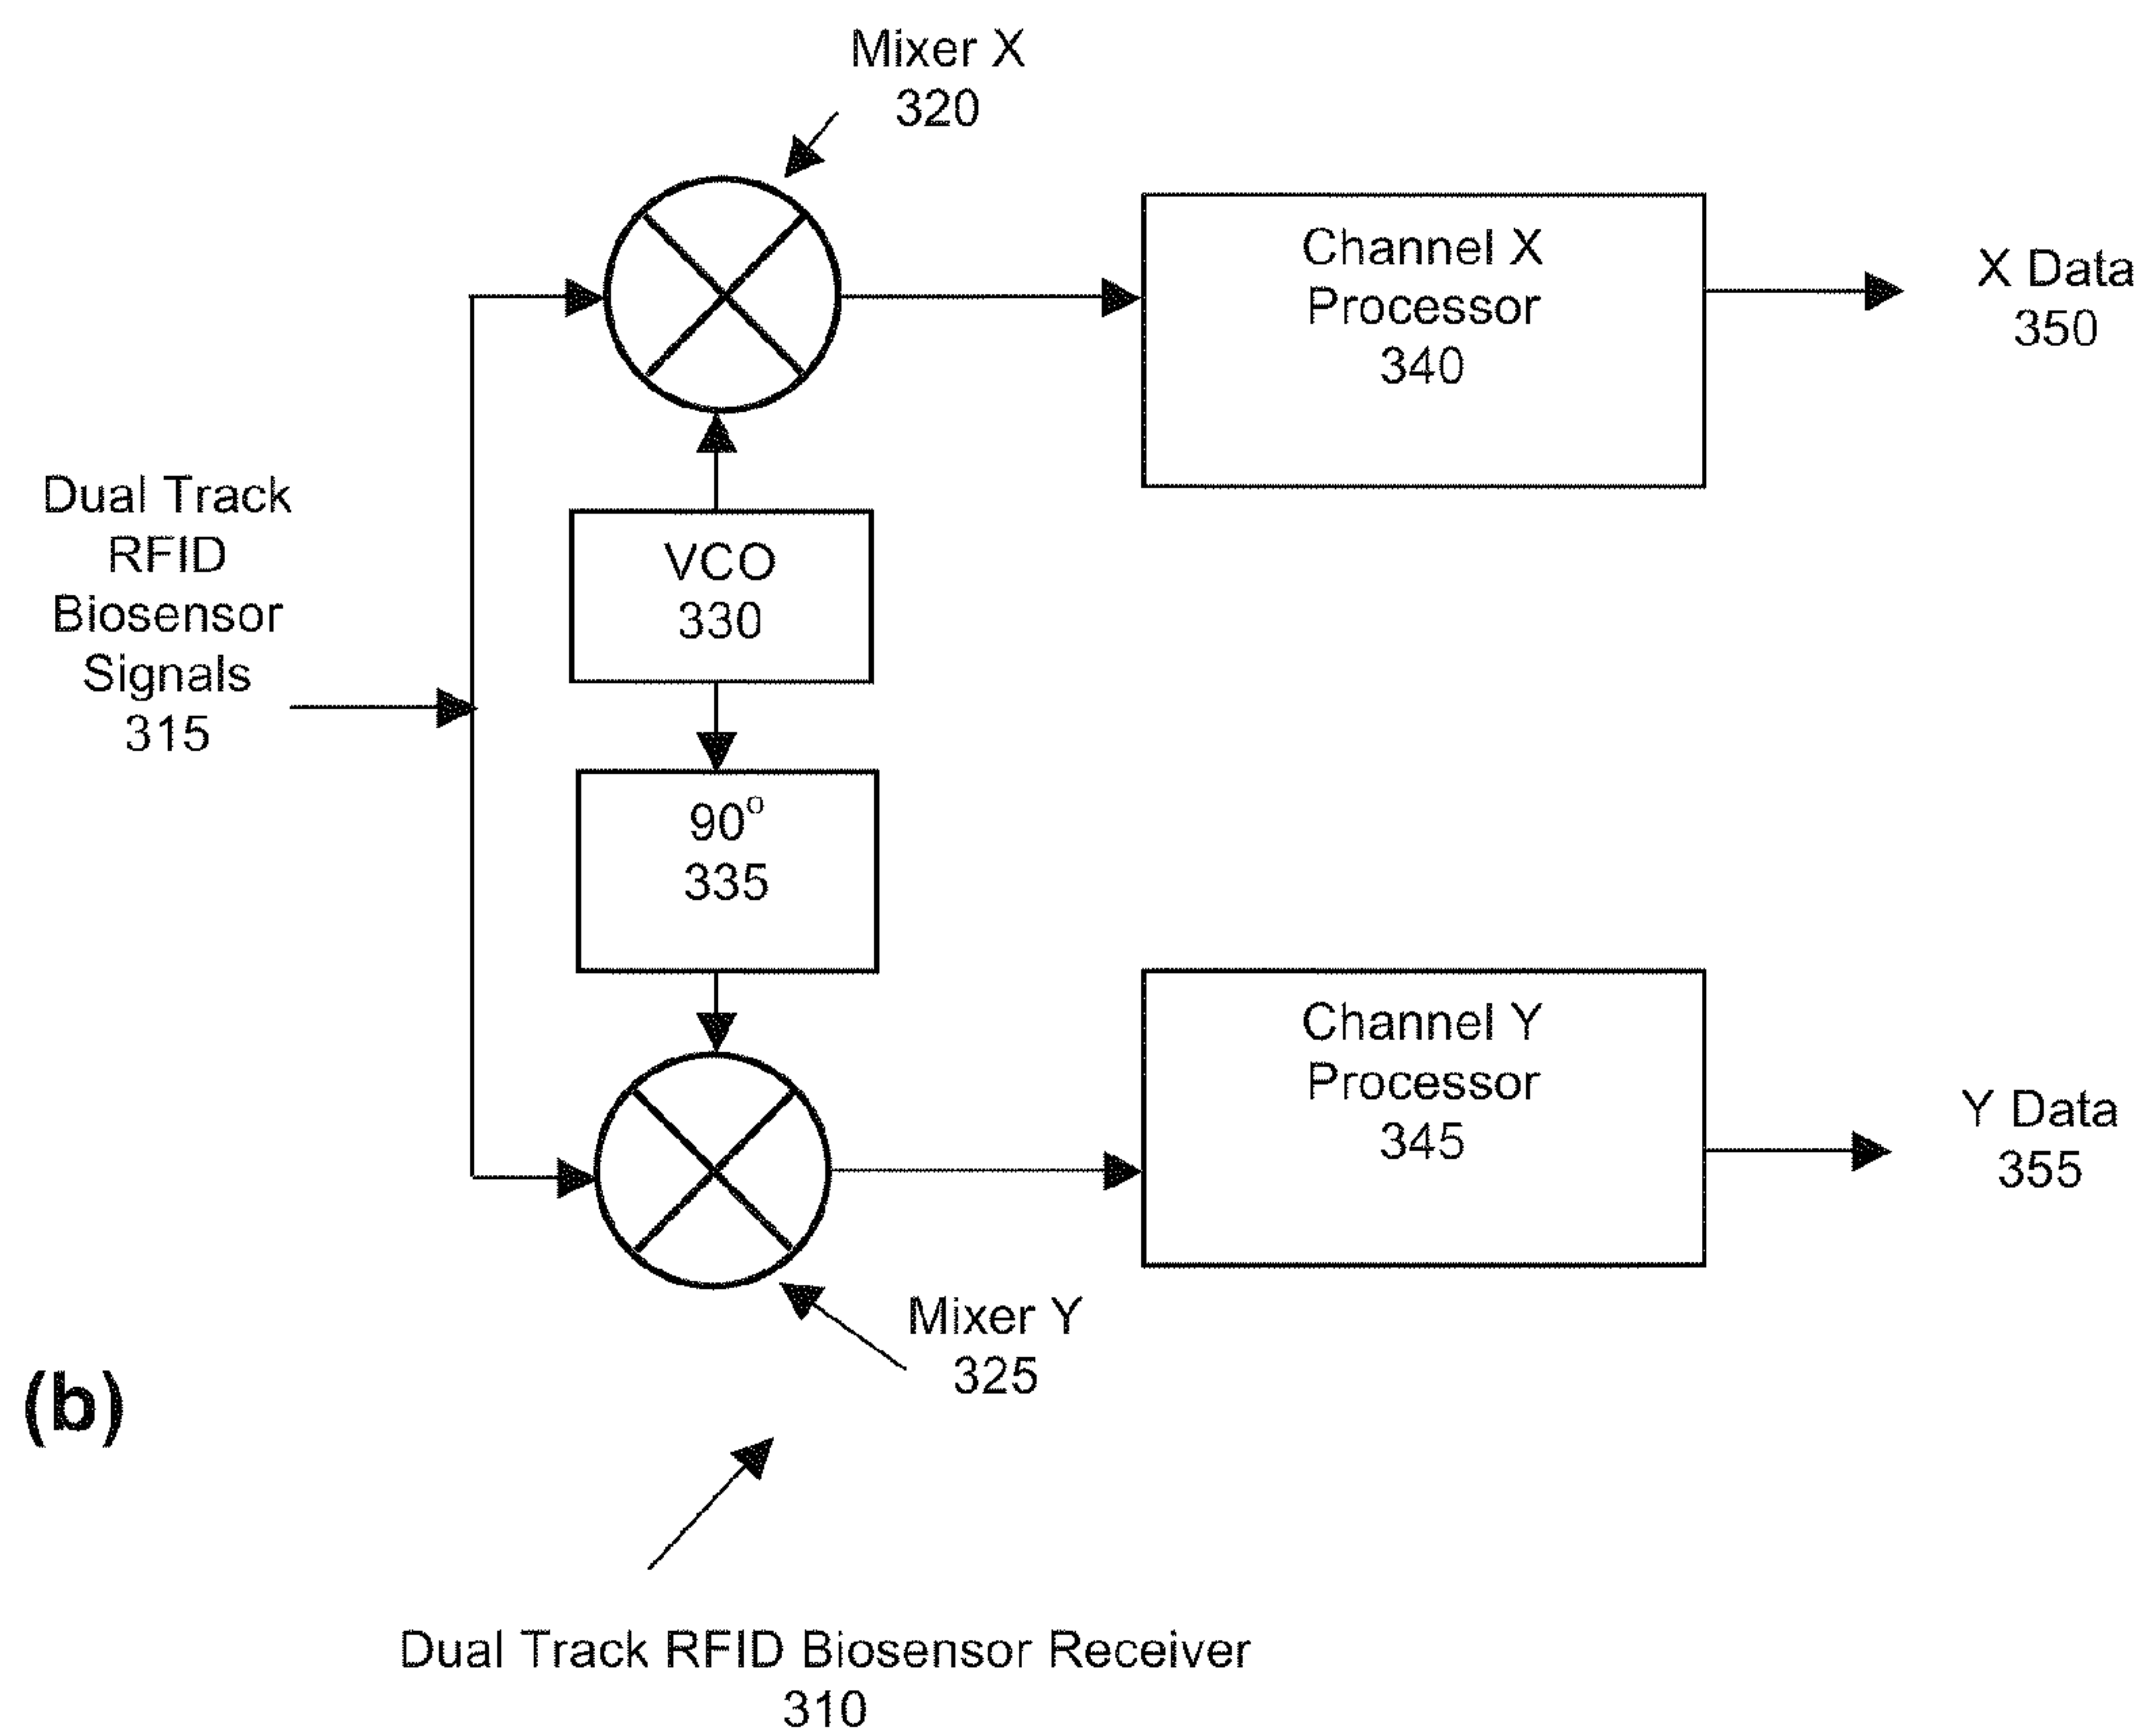 Mixer X
320
Channel X
Processor
340
X Data
350
Dual Track
RFID
Biosensor
Signals
315
VCO
330
90°
335
Channel Y
Processor
345
Y Data
355
Mixer Y
325
(b)
Dual Track RFID Biosensor Receiver
310